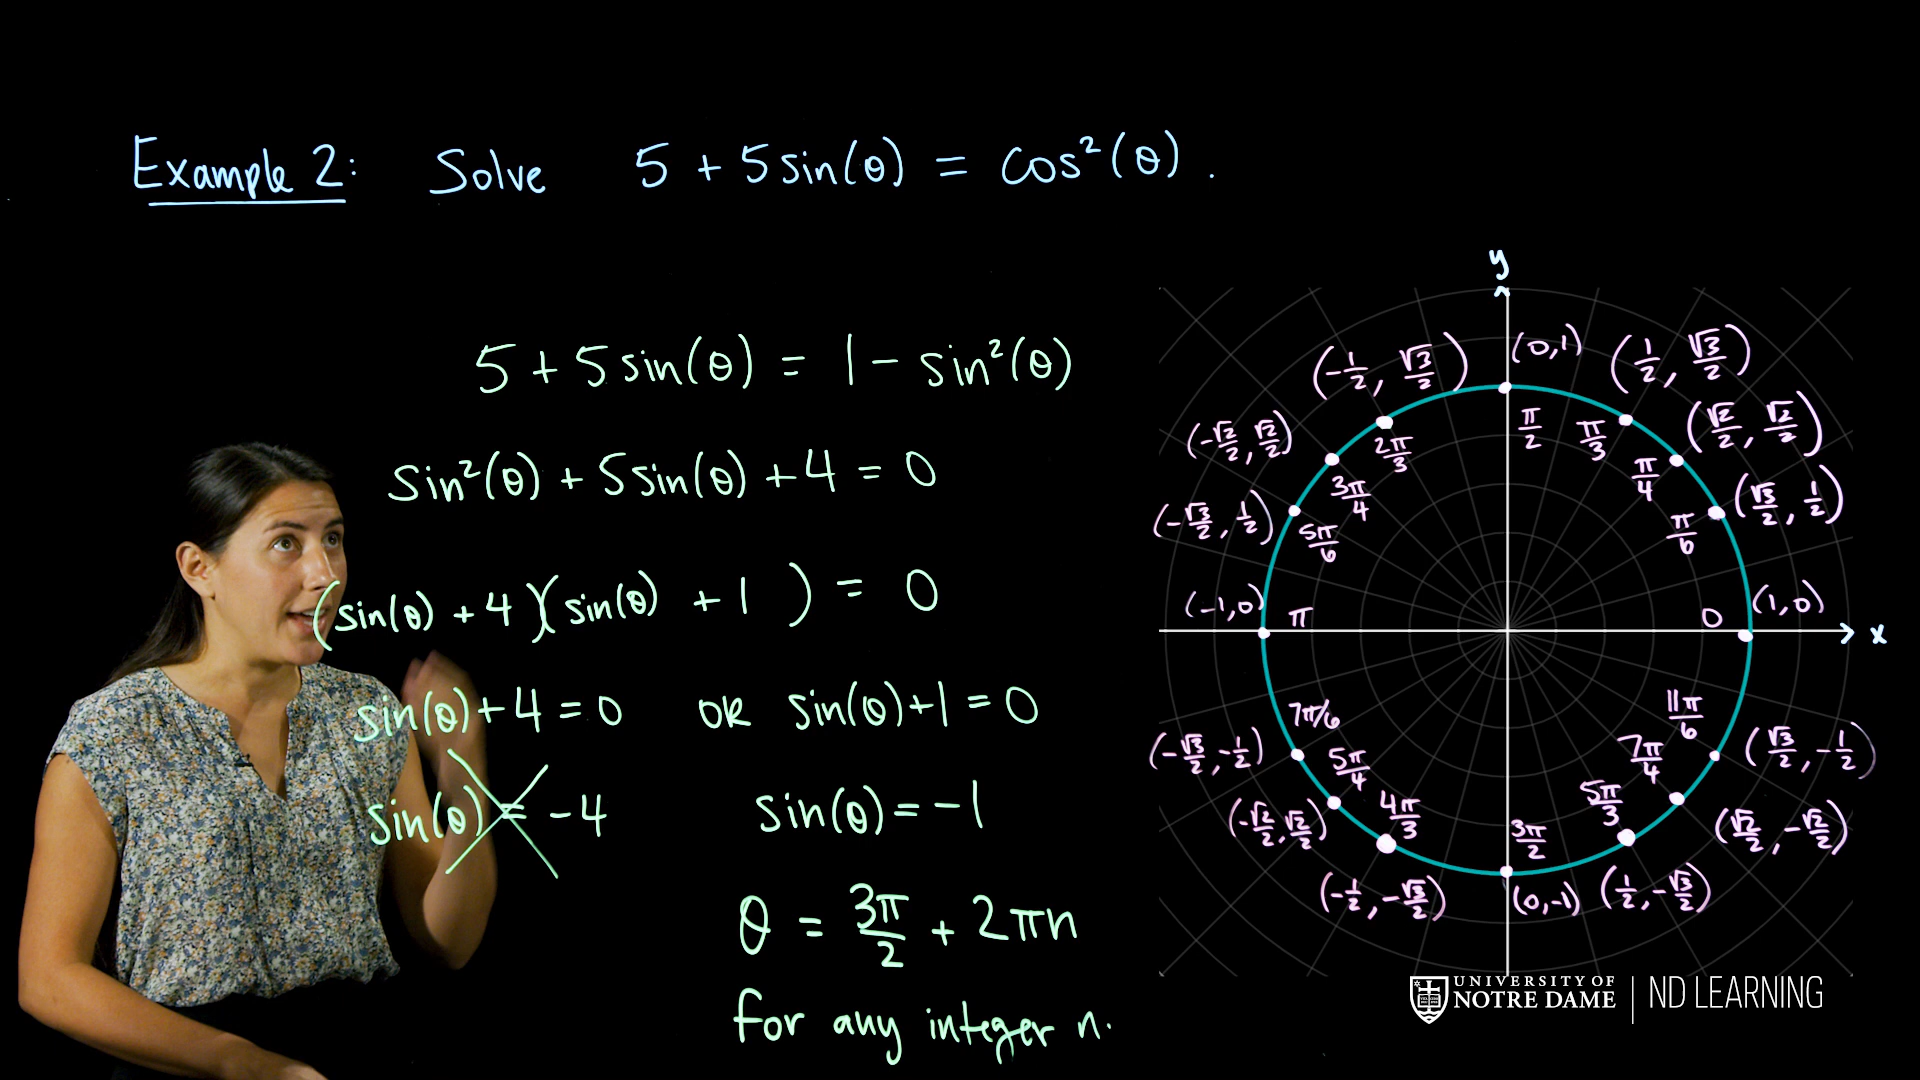 Example 2: Solve 5 + 5 sin(θ) = cos²(θ).
5 + 5 sin(θ) = 1 − sin²(θ)
sin²(θ) + 5 sin(θ) + 4 = 0
(sin(θ) + 4)(sin(θ) + 1) = 0
sin(θ) + 4 = 0 OR sin(θ) + 1 = 0
sin(θ) = −4 sin(θ) = −1
θ = 3π/2 + 2πn
for any integer n.
y
(0,1)
π/2
(1/2, √3/2)
π/3
(√2/2, √2/2)
π/4
(√3/2, 1/2)
π/6
(1,0)
0
x
(−1/2, √3/2)
2π/3
(−√2/2, √2/2)
3π/4
(−√3/2, 1/2)
5π/6
(−1,0)
π
7π/6
(−√3/2, −1/2)
5π/4
(−√2/2, √2/2)
4π/3
(−1/2, −√3/2)
3π/2
(0,−1)
5π/3
(1/2, −√3/2)
7π/4
(√2/2, −√2/2)
11π/6
(√3/2, −1/2)
UNIVERSITY OF
NOTRE DAME
ND LEARNING